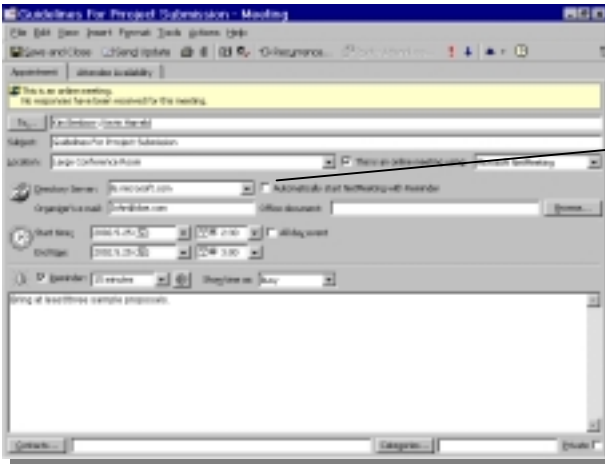 Guidelines For Project Submission - Meeting
File Edit View Insert Format Tools Actions Help
Save and Close Send Update Recurrence...
Appointment Attendee Availability
This is an online meeting.
No responses have been received for this meeting.
To...
Subject: Guidelines For Project Submission
Location: Large Conference Room This is an online meeting using: NetMeeting
Directory Server: Automatically start NetMeeting with Reminder
Organizer's e-mail: Office document: Browse...
Start time: 2:30 All day event
End time: 3:00
Reminder: 15 minutes Show time as: Busy
Bring at least three sample proposals.
Contacts... Categories... Private